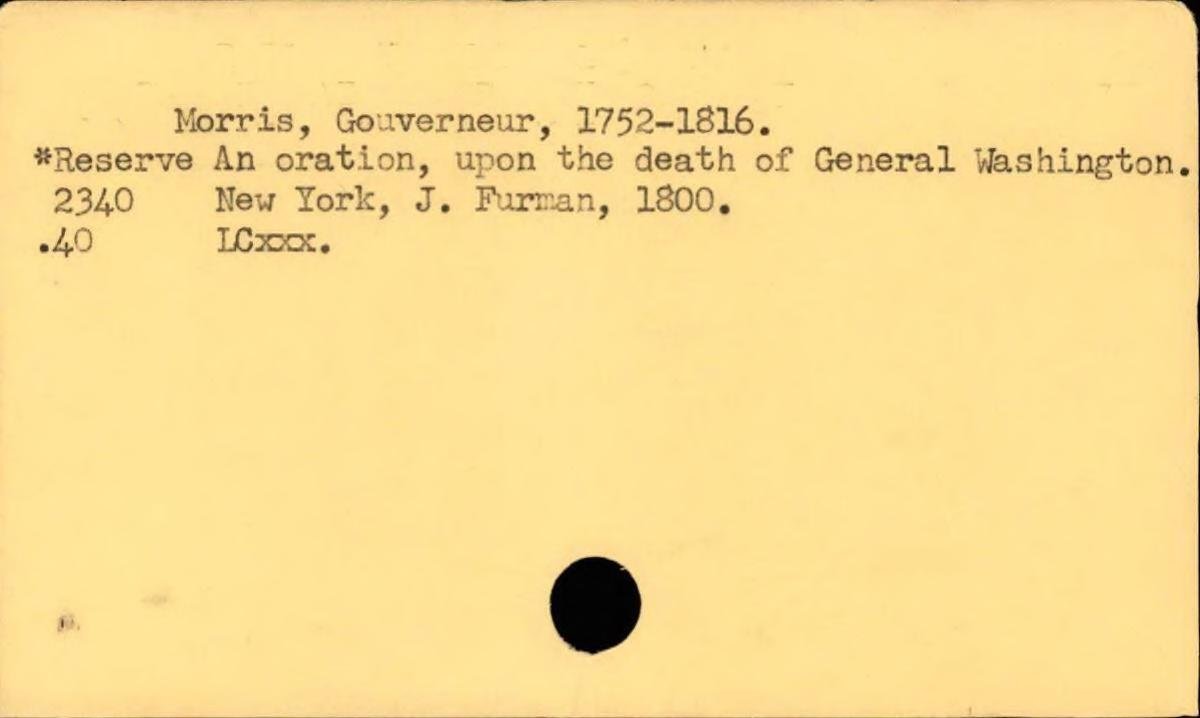 Morris, Gouverneur, 1752-1816.
*Reserve An oration, upon the death of General Washington.
2340 New York, J. Furman, 1800.
.40 LCxxx.